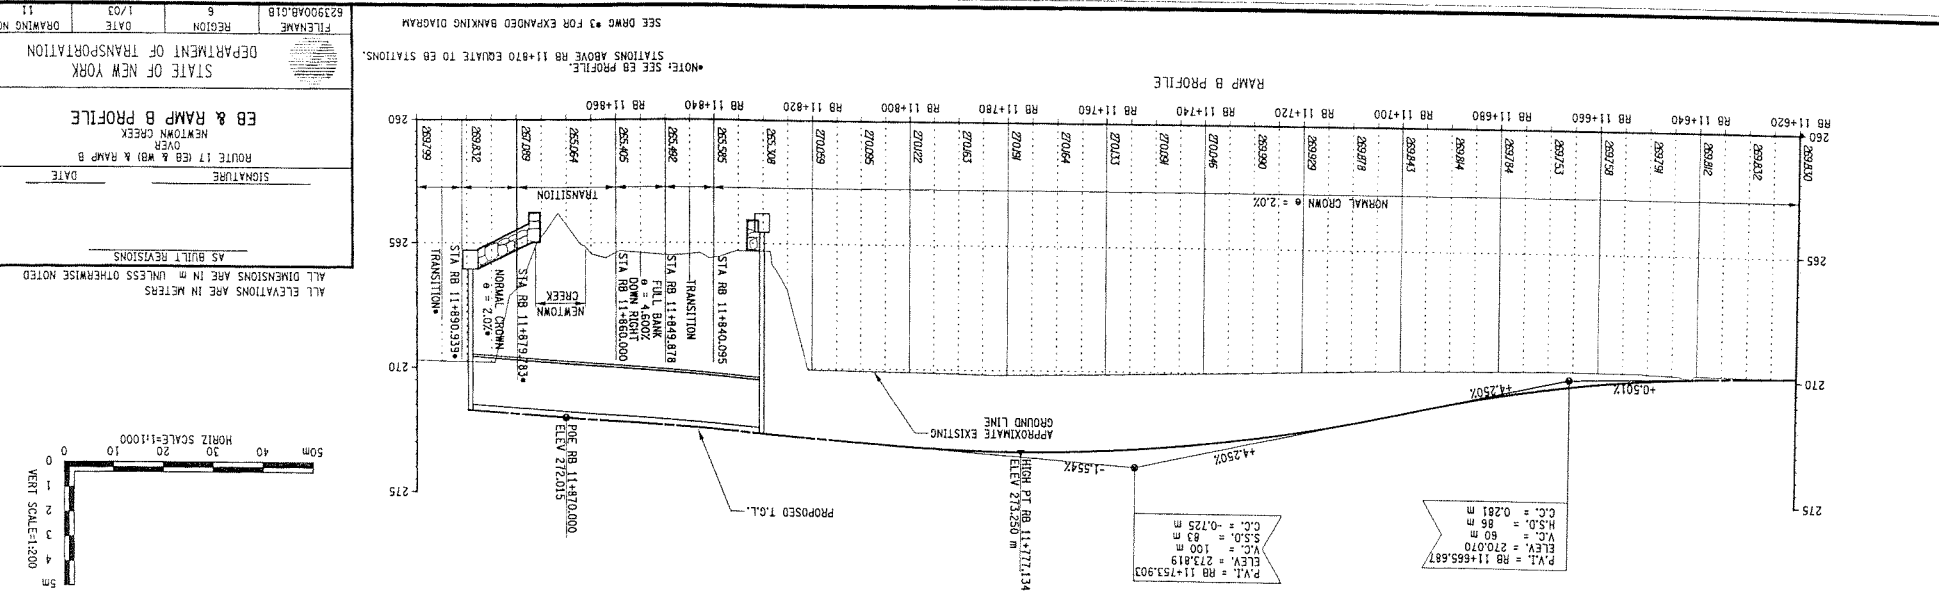 P.V.I. = RB 11+665.687
ELEV. = 270.070
V.C. = 60 m
H.S.D. = 86 m
C.C. = 0.281 m
P.V.I. = RB 11+753.903
ELEV. = 273.819
V.C. = 100 m
S.S.D. = 83 m
C.C. = -0.725 m
HIGH PT RB 11+777.134
ELEV 273.250 m
PROPOSED T.G.L.
POE RB 11+870.000
ELEV 272.015
275
275
+0.501%
+4.250%
+4.250%
-1.554%
APPROXIMATE EXISTING
GROUND LINE
270
270
265
265
260
260
STA RB 11+840.095
TRANSITION
STA RB 11+849.878
FULL BANK
e = 4.600%
DOWN RIGHT
STA RB 11+860.000
NEWTOWN
CREEK
STA RB 11+879.783*
NORMAL CROWN
e = 2.0%*
STA RB 11+890.939*
TRANSITION*
NORMAL CROWN e = 2.0%
TRANSITION
269.830
269.832
269.812
269.791
269.758
269.753
269.784
269.843
269.878
269.929
269.990
270.046
270.091
270.133
270.164
270.191
270.163
270.122
270.095
270.059
265.308
265.585
265.492
265.405
265.064
267.089
269.832
269.799
RB 11+620
RB 11+640
RB 11+660
RB 11+680
RB 11+700
RB 11+720
RB 11+740
RB 11+760
RB 11+780
RB 11+800
RB 11+820
RB 11+840
RB 11+860
RAMP B PROFILE
*NOTE: SEE EB PROFILE.
STATIONS ABOVE RB 11+870 EQUATE TO EB STATIONS.
SEE DRWG #3 FOR EXPANDED BANKING DIAGRAM
5m
4
3
2
1
0
VERT SCALE=1:200
50m
40
30
20
10
0
HORIZ SCALE=1:1000
ALL ELEVATIONS ARE IN METERS
ALL DIMENSIONS ARE IN m UNLESS OTHERWISE NOTED
AS BUILT REVISIONS
SIGNATURE
DATE
ROUTE 17 (EB & WB) & RAMP B
OVER
NEWTOWN CREEK
EB & RAMP B PROFILE
STATE OF NEW YORK
DEPARTMENT OF TRANSPORTATION
FILENAME
REGION
DATE
DRAWING NO
623900AB.G1B
6
1/03
11